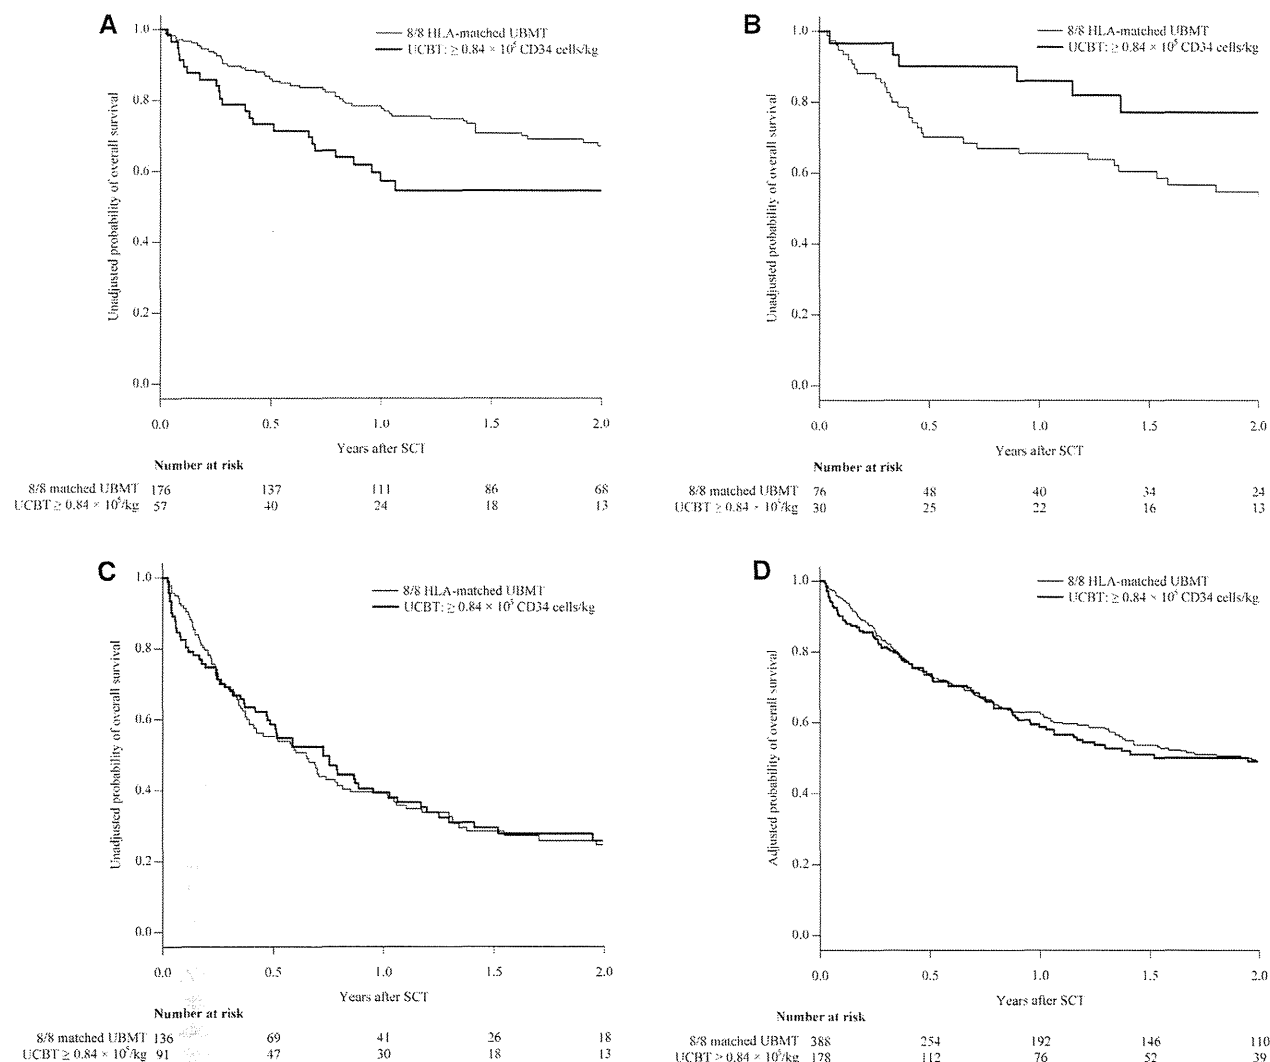 A
1.0
0.8
0.6
0.4
0.2
0.0
Unadjusted probability of overall survival
8/8 HLA-matched UBMT
UCBT: ≥ 0.84 × 10⁵ CD34 cells/kg
0.0 0.5 1.0 1.5 2.0
Years after SCT
Number at risk
8/8 matched UBMT 176 137 111 86 68
UCBT ≥ 0.84 × 10⁵/kg 57 40 24 18 13
B
1.0
0.8
0.6
0.4
0.2
0.0
Unadjusted probability of overall survival
8/8 HLA-matched UBMT
UCBT: ≥ 0.84 × 10⁵ CD34 cells/kg
0.0 0.5 1.0 1.5 2.0
Years after SCT
Number at risk
8/8 matched UBMT 76 48 40 34 24
UCBT ≥ 0.84 × 10⁵/kg 30 25 22 16 13
C
1.0
0.8
0.6
0.4
0.2
0.0
Unadjusted probability of overall survival
8/8 HLA-matched UBMT
UCBT: ≥ 0.84 × 10⁵ CD34 cells/kg
0.0 0.5 1.0 1.5 2.0
Years after SCT
Number at risk
8/8 matched UBMT 136 69 41 26 18
UCBT ≥ 0.84 × 10⁵/kg 91 47 30 18 13
D
1.0
0.8
0.6
0.4
0.2
0.0
Adjusted probability of overall survival
8/8 HLA-matched UBMT
UCBT: ≥ 0.84 × 10⁵ CD34 cells/kg
0.0 0.5 1.0 1.5 2.0
Years after SCT
Number at risk
8/8 matched UBMT 388 254 192 146 110
UCBT ≥ 0.84 × 10⁵/kg 178 112 76 52 39